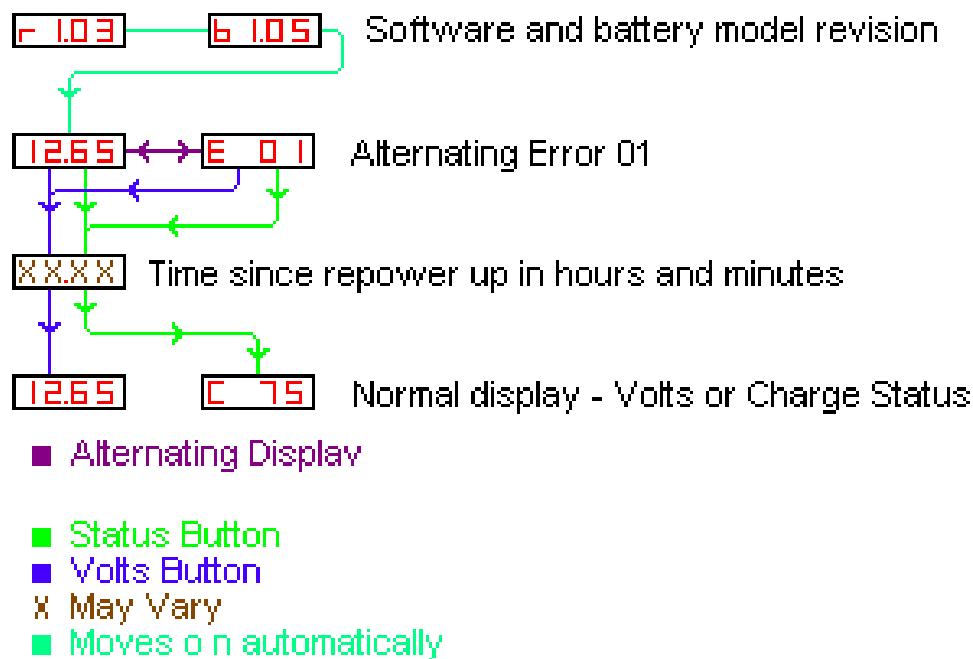 r 1.03 b 1.05 Software and battery model revision
12.65 E 01 Alternating Error 01
XX.XX Time since repower up in hours and minutes
12.65 C 75 Normal display - Volts or Charge Status
Alternating Display
Status Button
Volts Button
X May Vary
Moves o n automatically